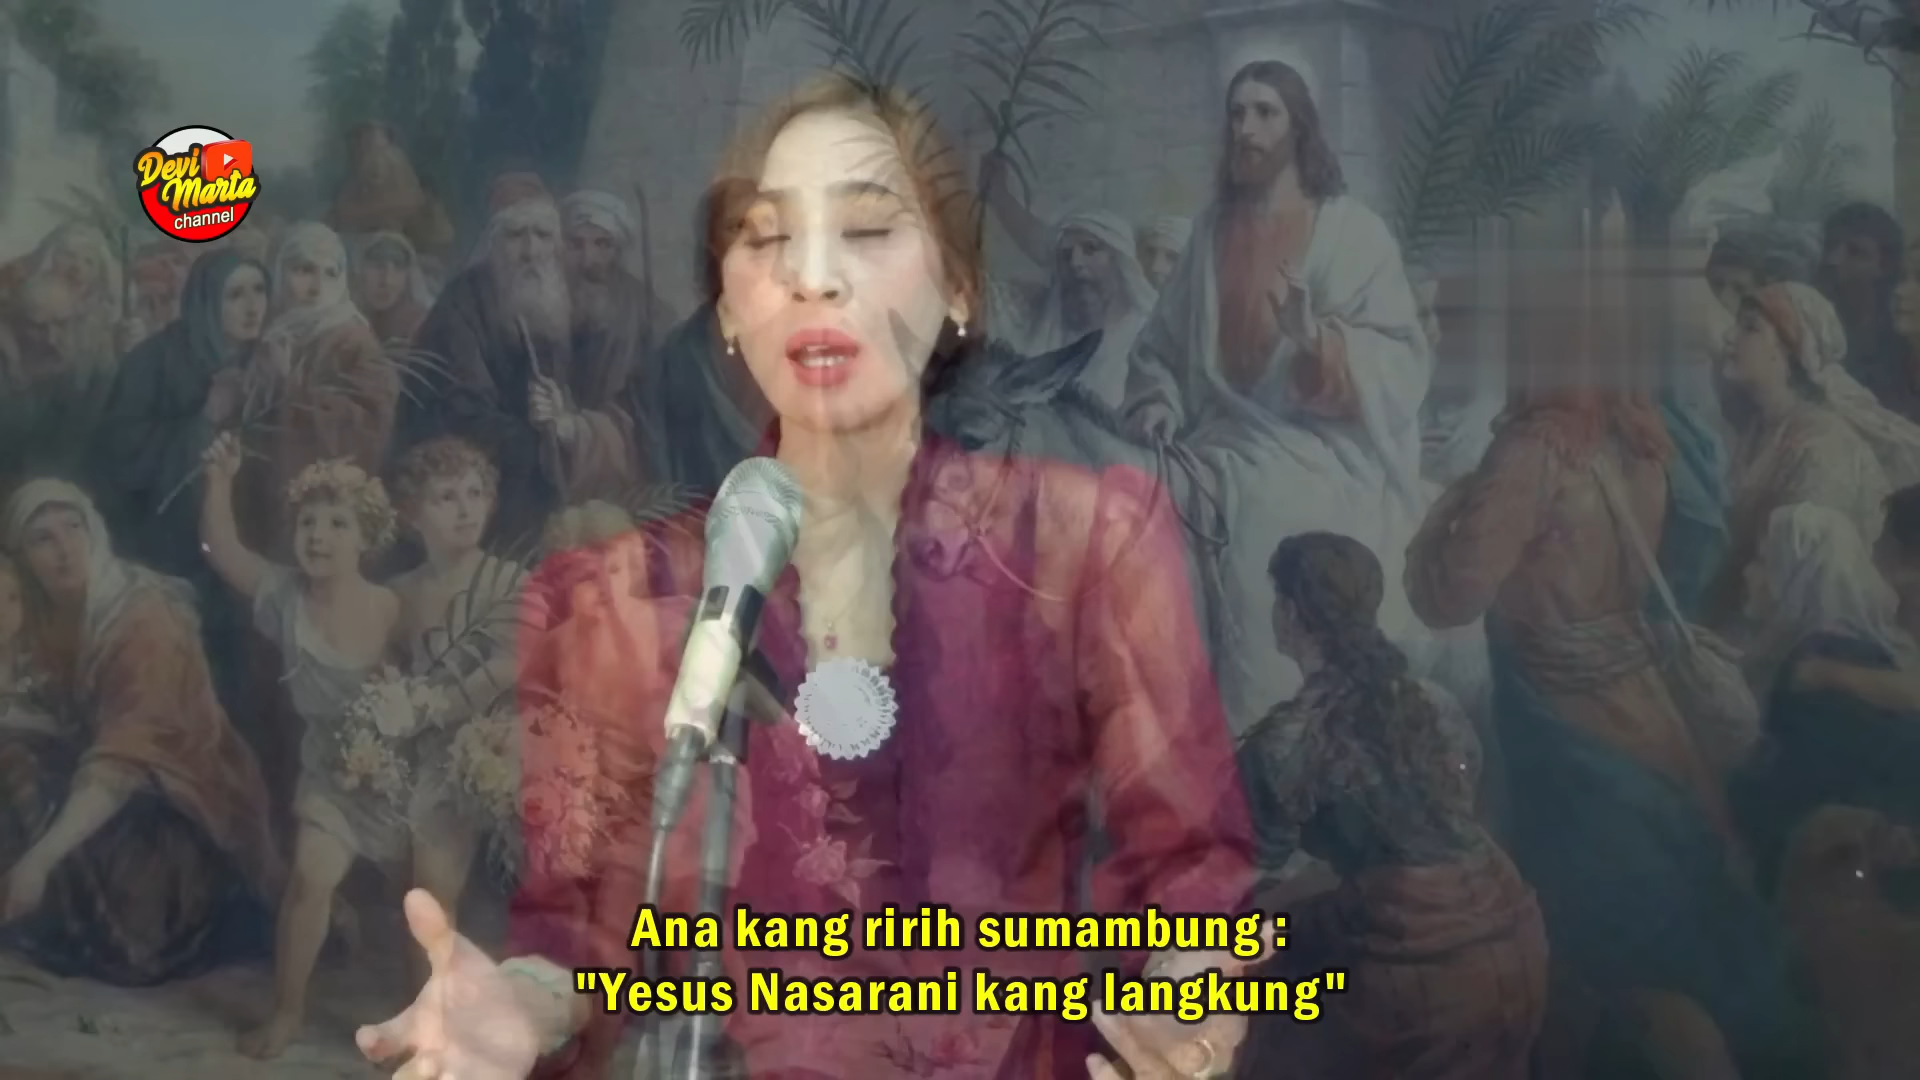 Devi
Marta
channel
Ana kang ririh sumambung :
"Yesus Nasarani kang langkung"